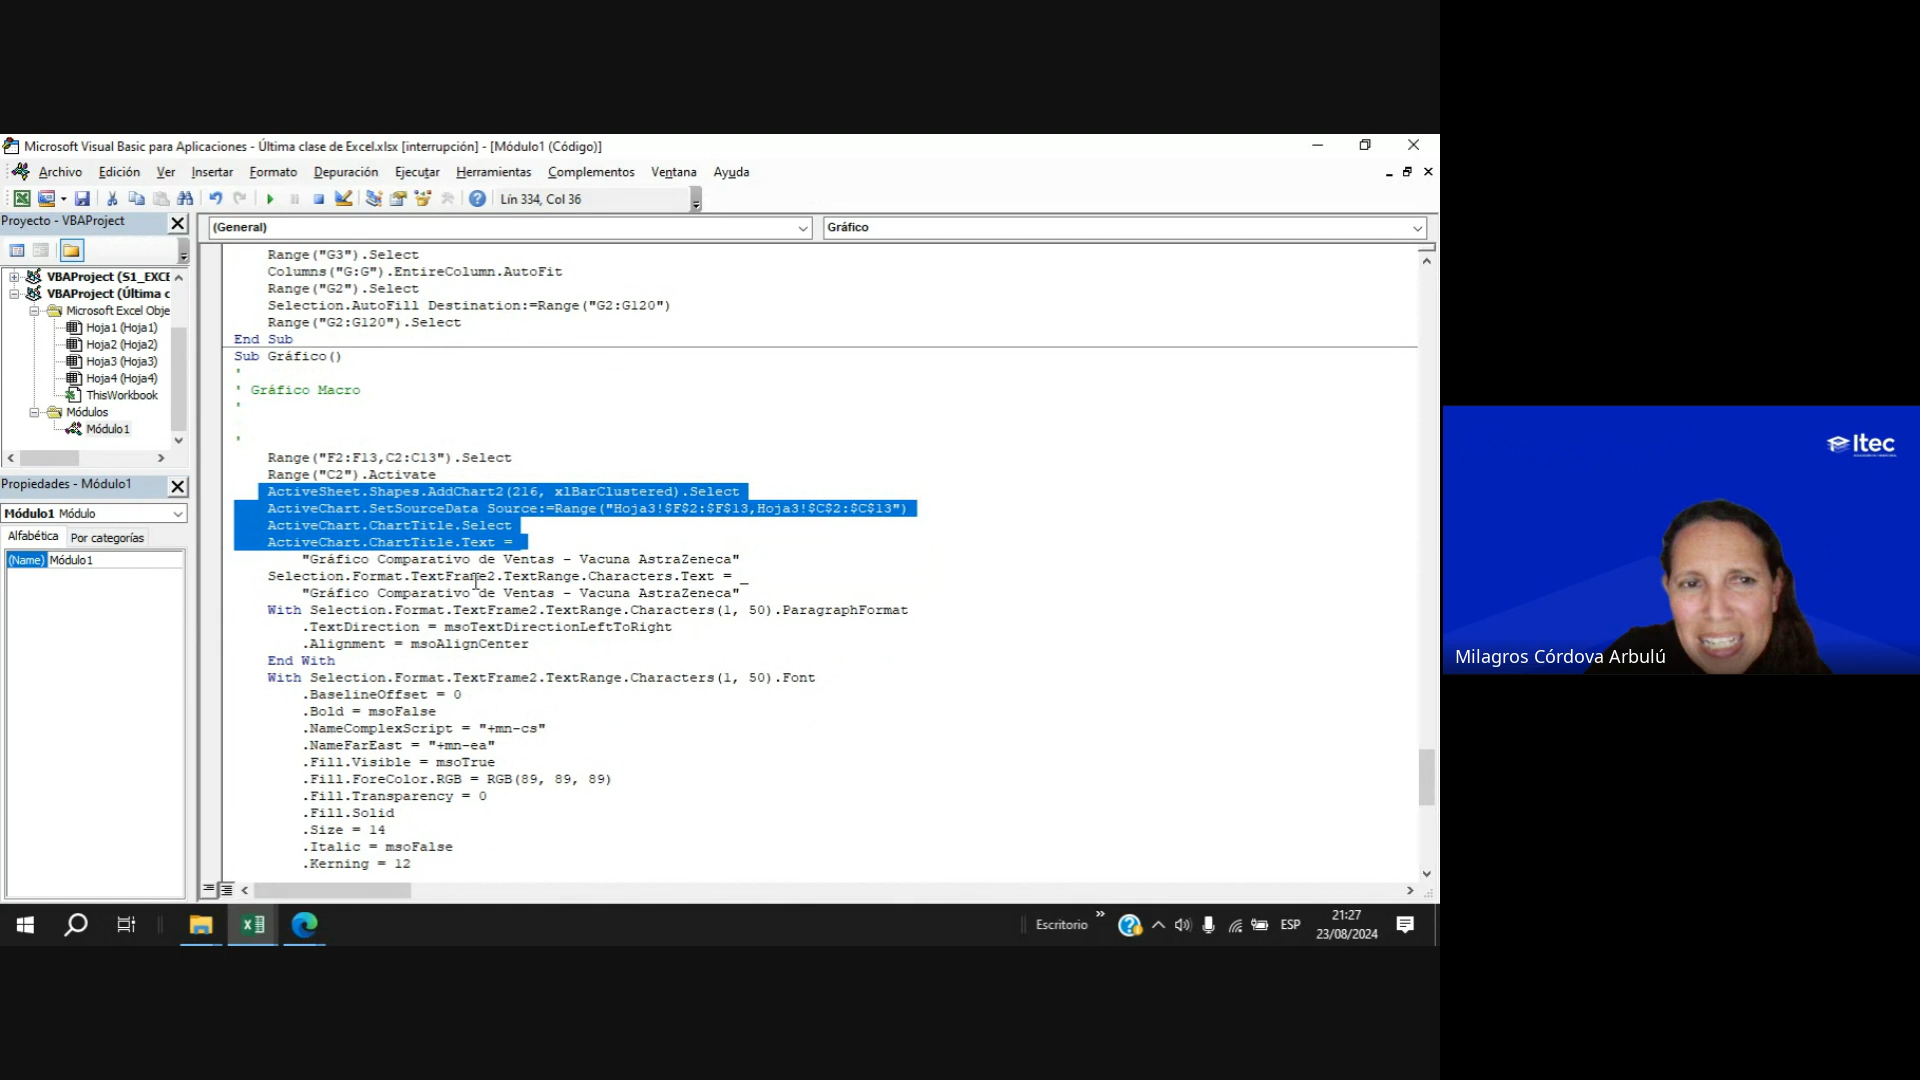 Microsoft Visual Basic para Aplicaciones - Última clase de Excel.xlsx [interrupción] - [Módulo1 (Código)]
Archivo Edición Ver Insertar Formato Depuración Ejecutar Herramientas Complementos Ventana Ayuda
Lín 334, Col 36
Proyecto - VBAProject
(General)
Gráfico
VBAProject (S1_EXCE
VBAProject (Última c
Microsoft Excel Obje
Hoja1 (Hoja1)
Hoja2 (Hoja2)
Hoja3 (Hoja3)
Hoja4 (Hoja4)
ThisWorkbook
Módulos
Módulo1
Propiedades - Módulo1
Módulo1 Módulo
Alfabética Por categorías
(Name) Módulo1
Range("G3").Select
Columns("G:G").EntireColumn.AutoFit
Range("G2").Select
Selection.AutoFill Destination:=Range("G2:G120")
Range("G2:G120").Select
End Sub
Sub Gráfico()
'
' Gráfico Macro
'
'
Range("F2:F13,C2:C13").Select
Range("C2").Activate
ActiveSheet.Shapes.AddChart2(216, xlBarClustered).Select
ActiveChart.SetSourceData Source:=Range("Hoja3!$F$2:$F$13,Hoja3!$C$2:$C$13")
ActiveChart.ChartTitle.Select
ActiveChart.ChartTitle.Text =
"Gráfico Comparativo de Ventas - Vacuna AstraZeneca"
Selection.Format.TextFrame2.TextRange.Characters.Text = _
"Gráfico Comparativo de Ventas - Vacuna AstraZeneca"
With Selection.Format.TextFrame2.TextRange.Characters(1, 50).ParagraphFormat
.TextDirection = msoTextDirectionLeftToRight
.Alignment = msoAlignCenter
End With
With Selection.Format.TextFrame2.TextRange.Characters(1, 50).Font
.BaselineOffset = 0
.Bold = msoFalse
.NameComplexScript = "+mn-cs"
.NameFarEast = "+mn-ea"
.Fill.Visible = msoTrue
.Fill.ForeColor.RGB = RGB(89, 89, 89)
.Fill.Transparency = 0
.Fill.Solid
.Size = 14
.Italic = msoFalse
.Kerning = 12
Escritorio
ESP
21:27
23/08/2024
Itec
Milagros Córdova Arbulú